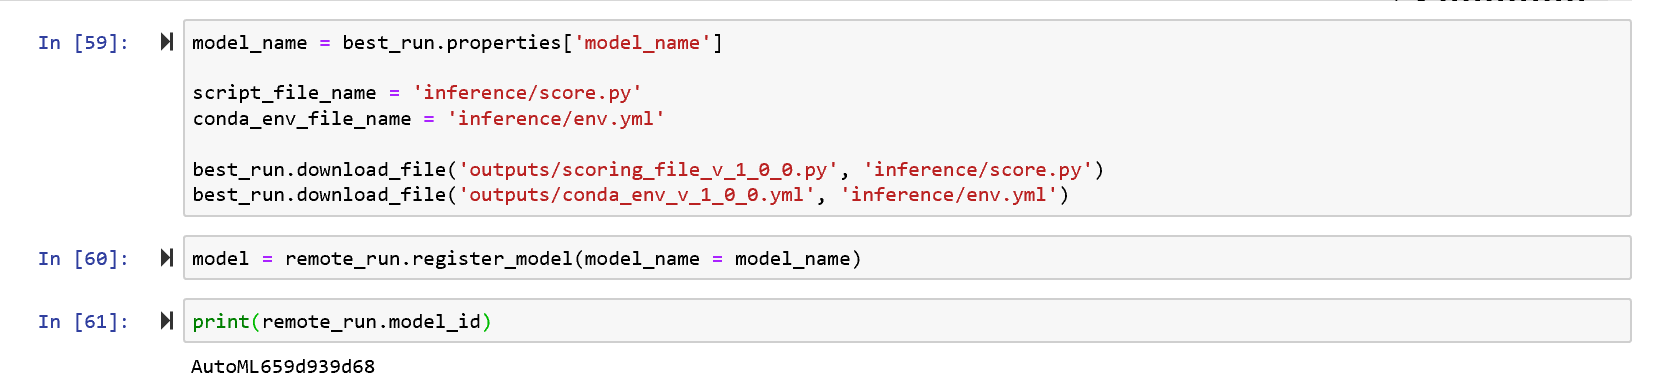 In [59]:
model_name = best_run.properties['model_name']
script_file_name = 'inference/score.py'
conda_env_file_name = 'inference/env.yml'
best_run.download_file('outputs/scoring_file_v_1_0_0.py', 'inference/score.py')
best_run.download_file('outputs/conda_env_v_1_0_0.yml', 'inference/env.yml')
In [60]:
model = remote_run.register_model(model_name = model_name)
In [61]:
print(remote_run.model_id)
AutoML659d939d68